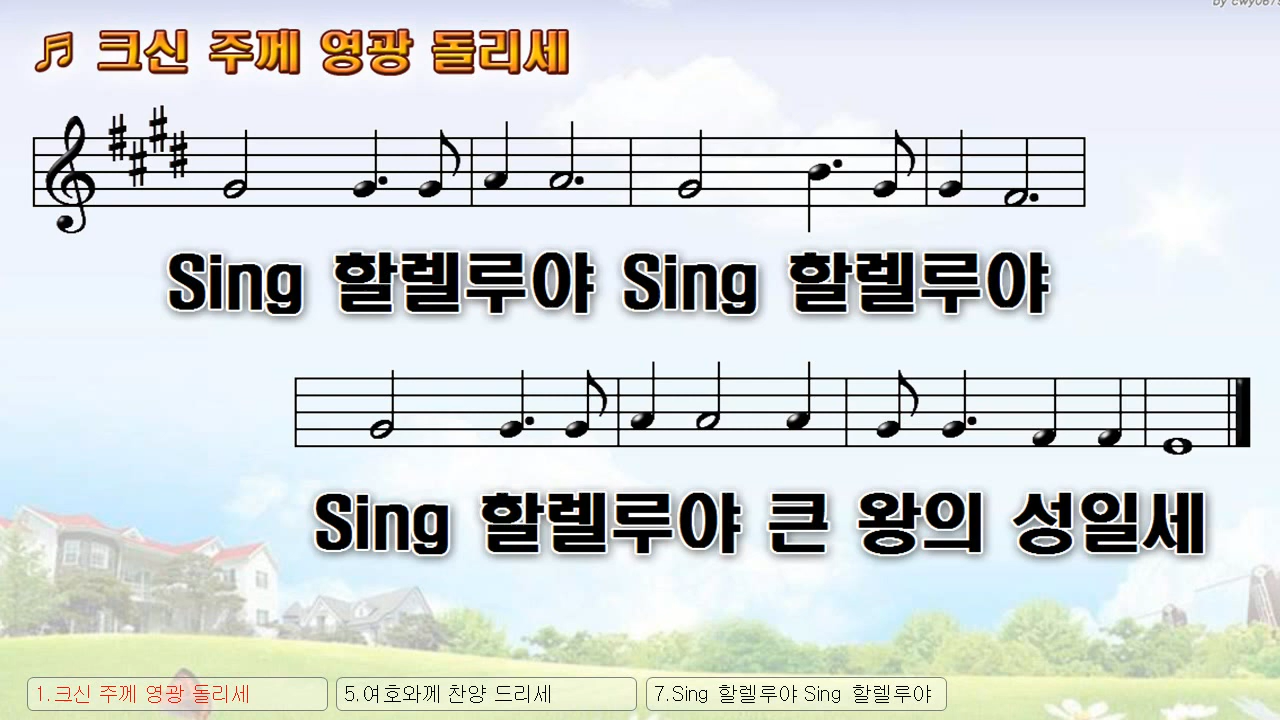 크신 주께 영광 돌리세
Sing 할렐루야 Sing 할렐루야
Sing 할렐루야 큰 왕의 성일세
1.크신 주께 영광 돌리세
5.여호와께 찬양 드리세
7.Sing 할렐루야 Sing 할렐루야